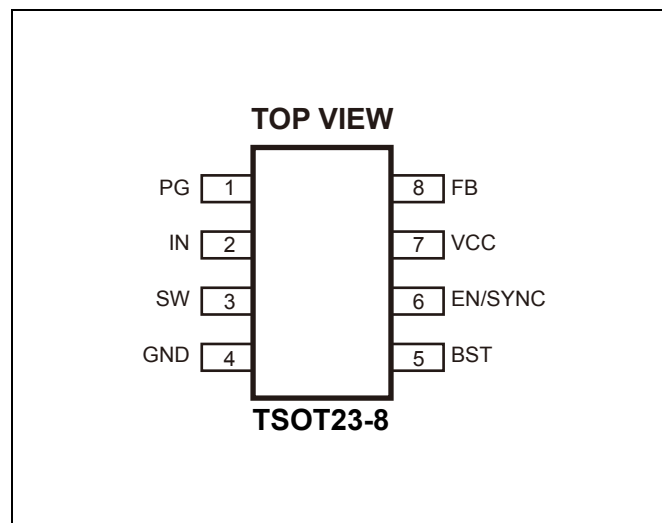 TOP VIEW
PG 1 8 FB
IN 2 7 VCC
SW 3 6 EN/SYNC
GND 4 5 BST
TSOT23-8